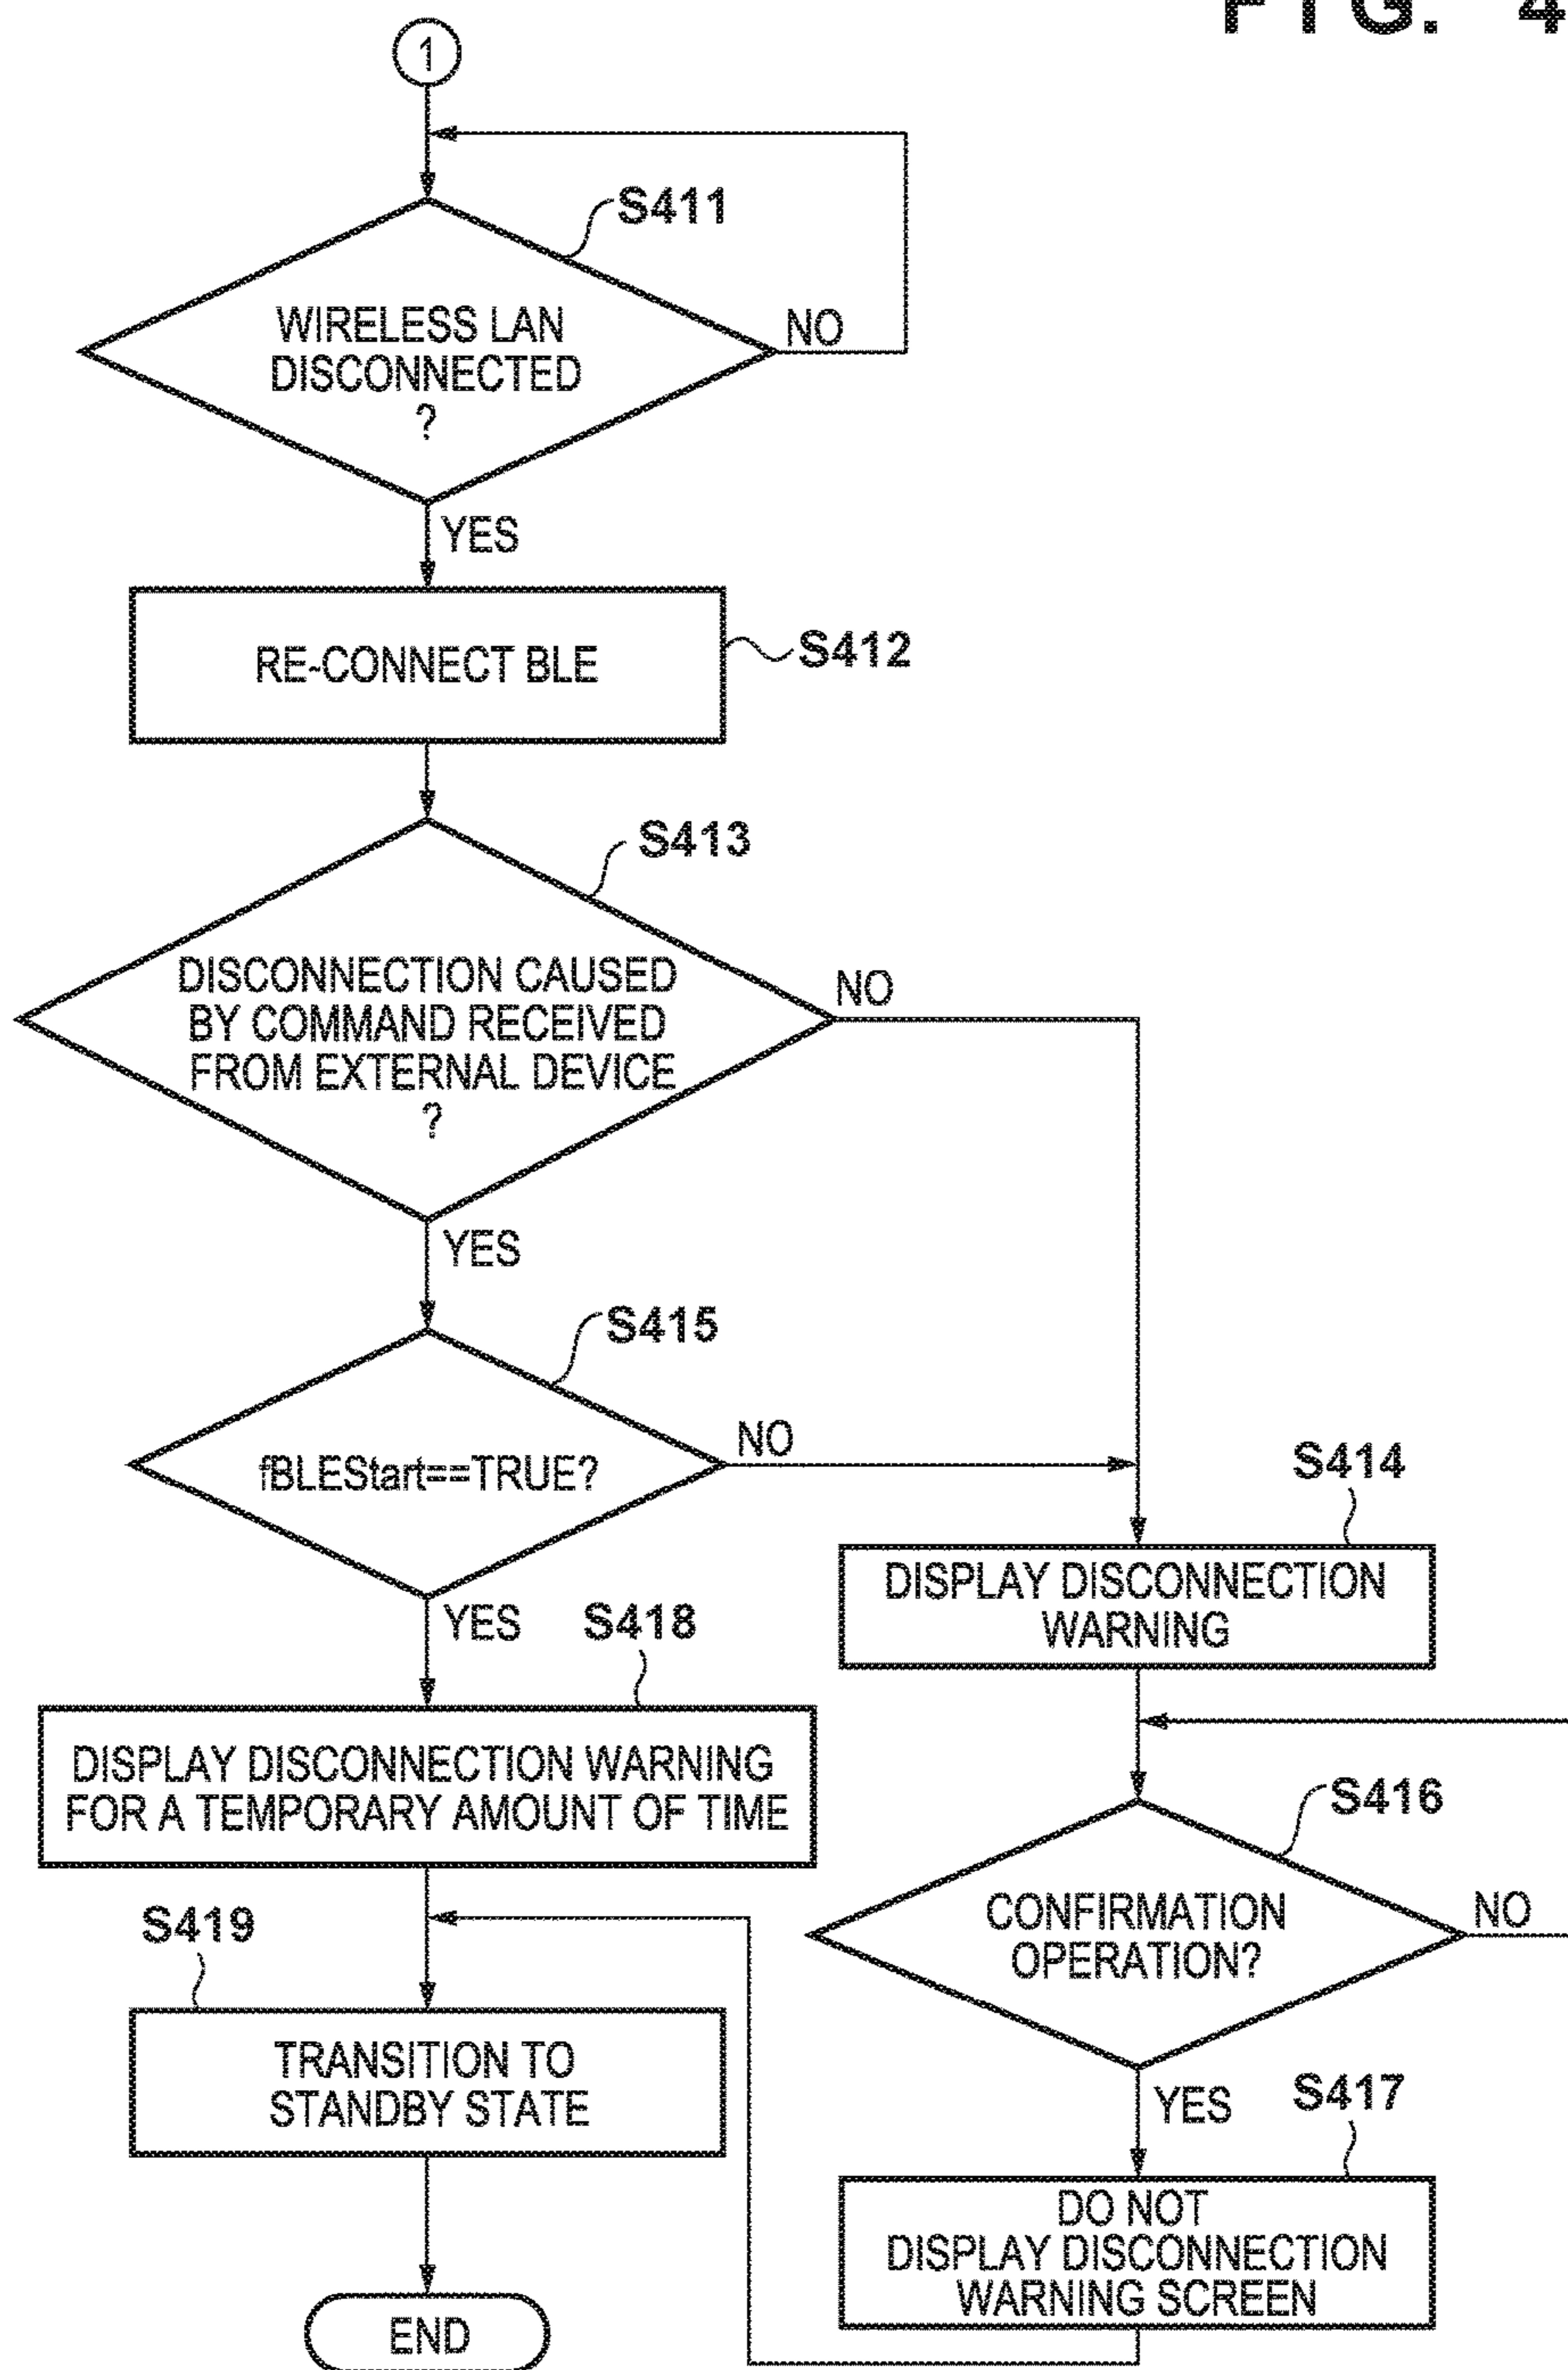 FIG. 4
1
S411
WIRELESS LAN
DISCONNECTED
?
NO
YES
RE-CONNECT BLE
S412
S413
DISCONNECTION CAUSED
BY COMMAND RECEIVED
FROM EXTERNAL DEVICE
?
NO
YES
S415
fBLEStart==TRUE?
NO
YES
S414
DISPLAY DISCONNECTION
WARNING
S418
DISPLAY DISCONNECTION WARNING
FOR A TEMPORARY AMOUNT OF TIME
S416
CONFIRMATION
OPERATION?
NO
YES
S419
TRANSITION TO
STANDBY STATE
S417
DO NOT
DISPLAY DISCONNECTION
WARNING SCREEN
END